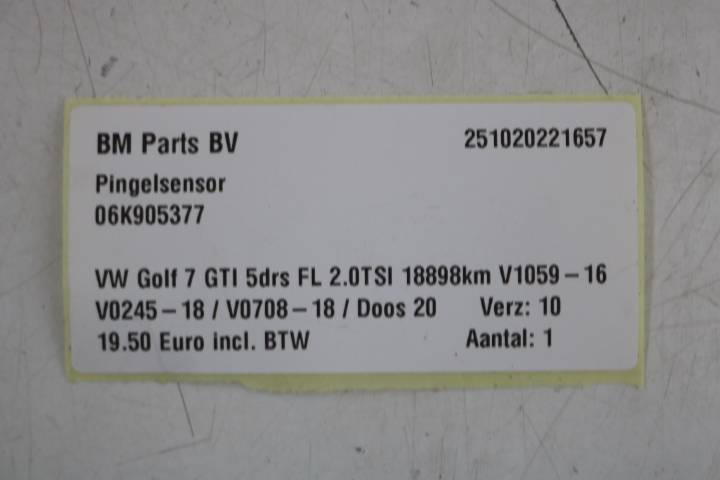 BM Parts BV 251020221657
Pingelsensor
06K905377
VW Golf 7 GTI 5drs FL 2.0TSI 18898km V1059-16
V0245-18 / V0708-18 / Doos 20 Verz: 10
19.50 Euro incl. BTW Aantal: 1